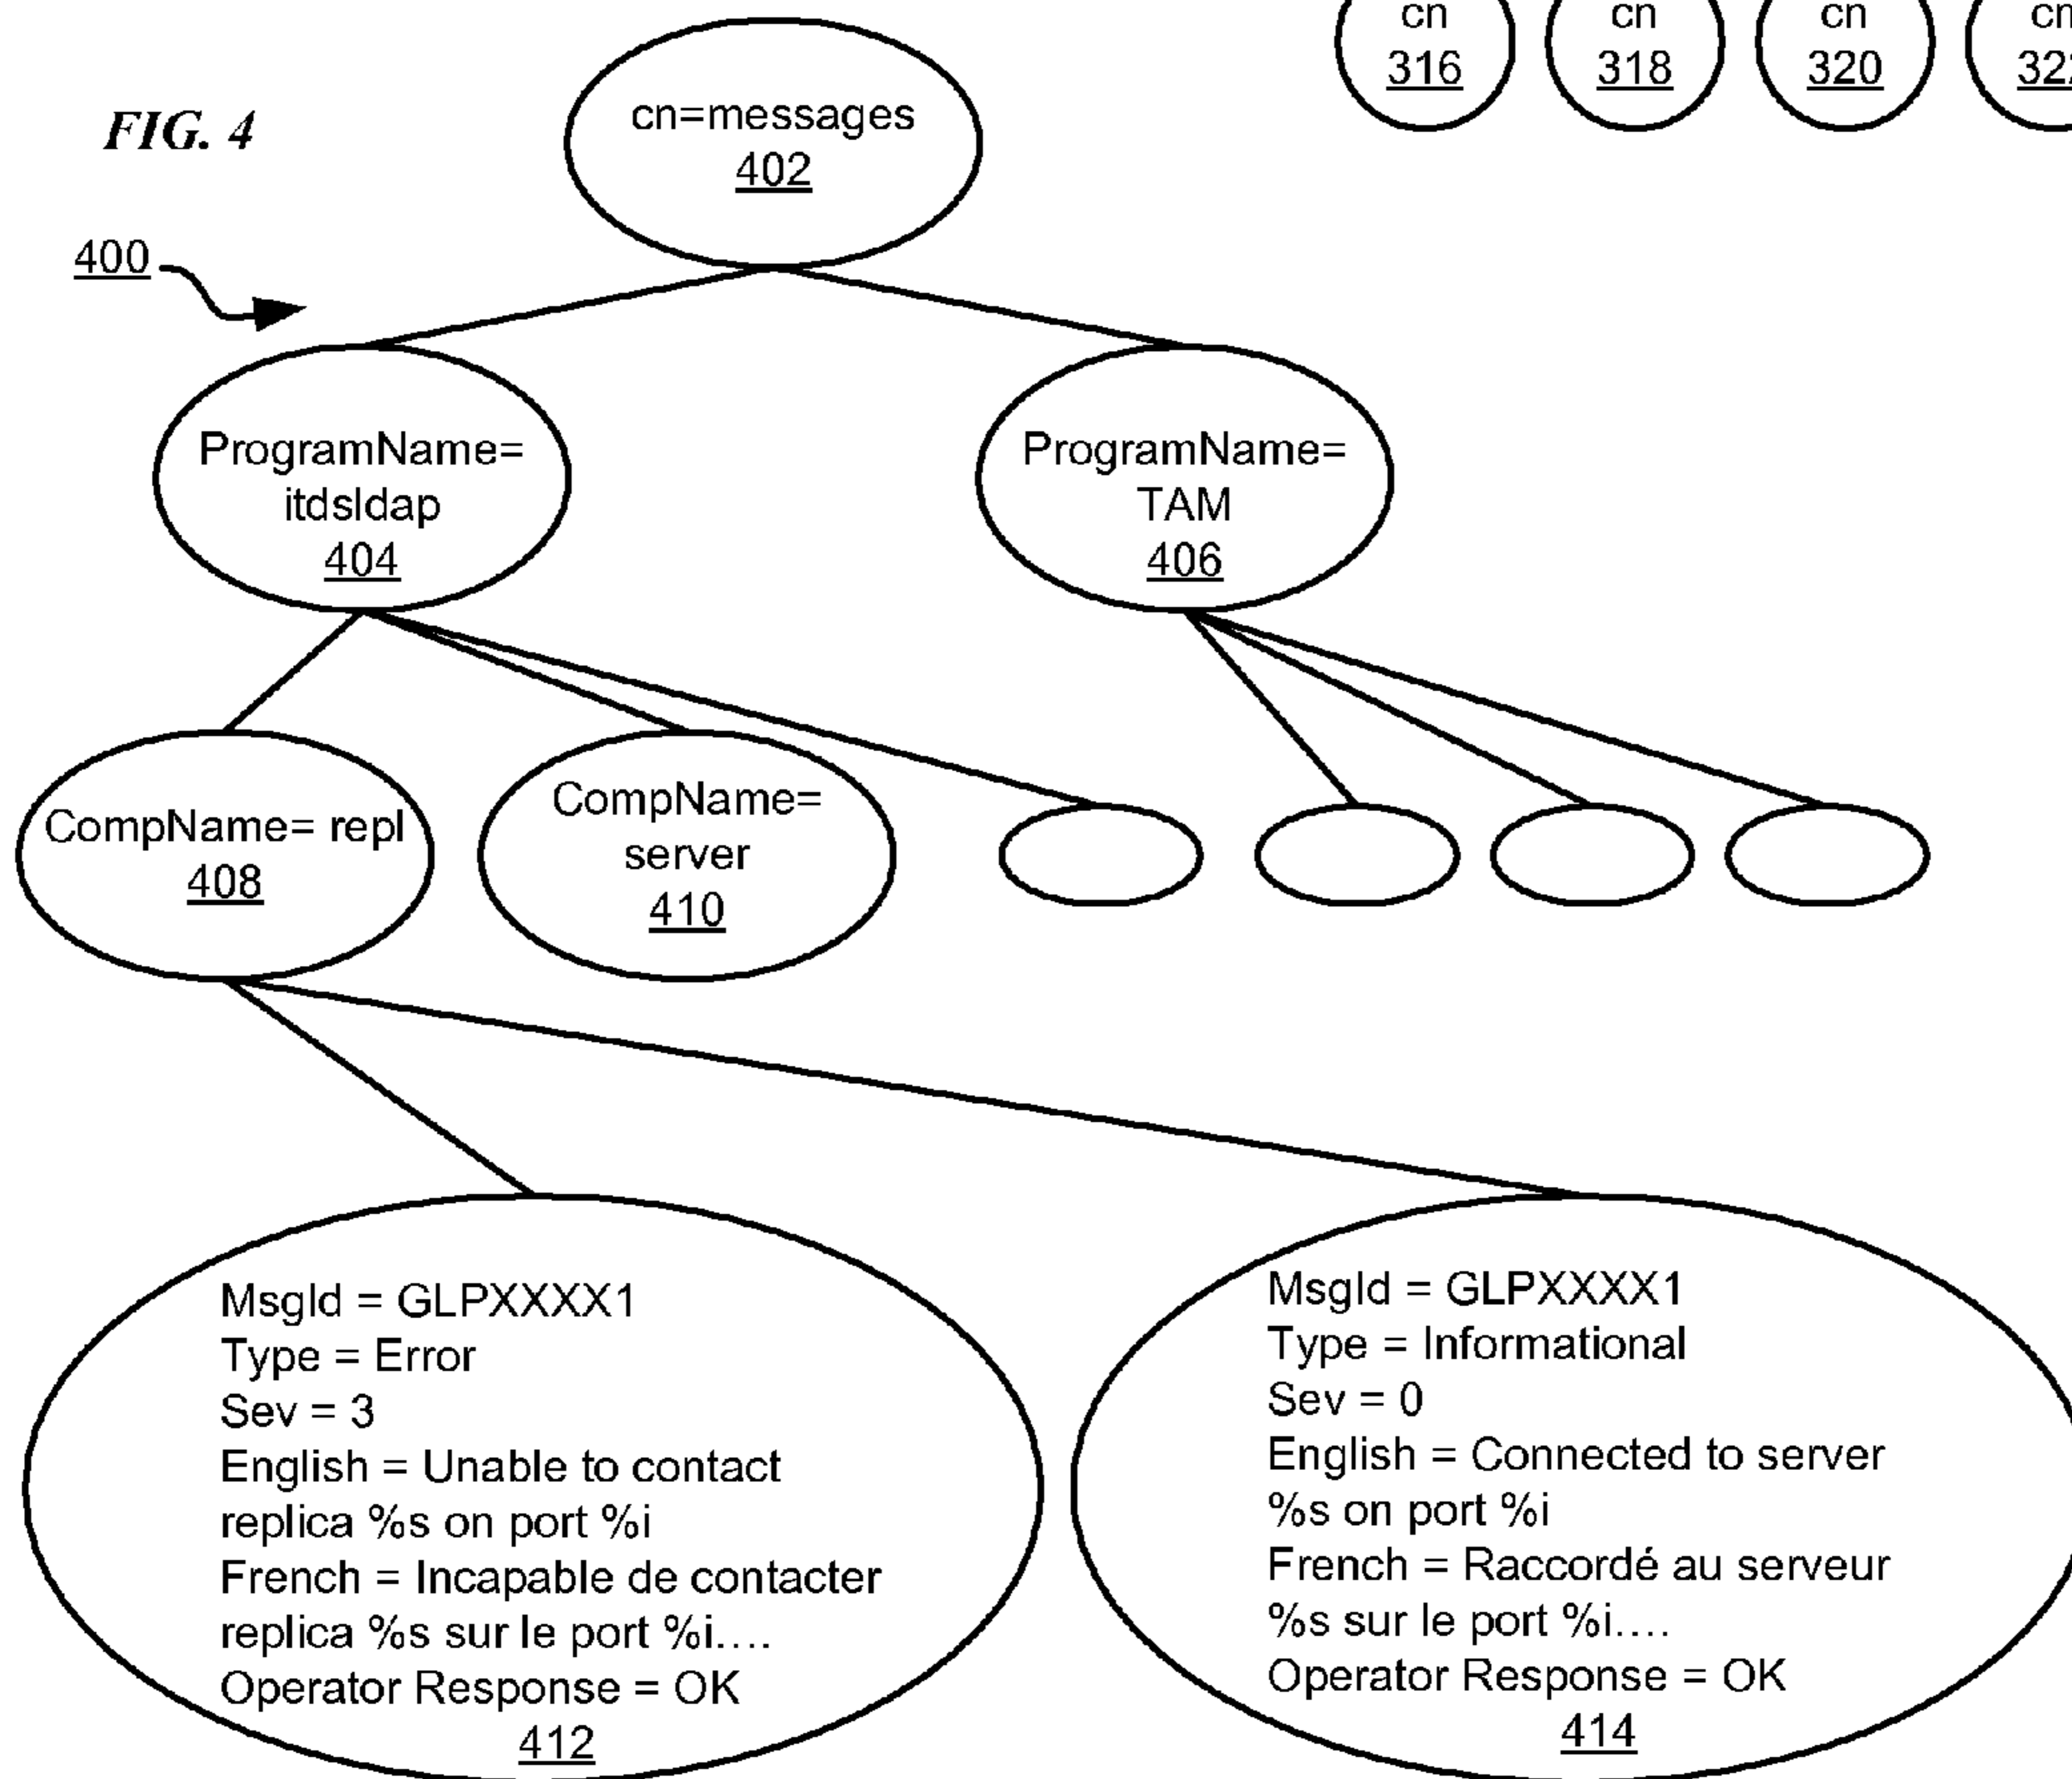 cn
316
cn
318
cn
320
FIG. 4
cn=messages
402
400
ProgramName=
itdsldap
404
ProgramName=
TAM
406
CompName= repl
408
CompName=
server
410
MsgId = GLPXXXX1
Type = Error
Sev = 3
English = Unable to contact
replica %s on port %i
French = Incapable de contacter
replica %s sur le port %i....
Operator Response = OK
412
MsgId = GLPXXXX1
Type = Informational
Sev = 0
English = Connected to server
%s on port %i
French = Raccordé au serveur
%s sur le port %i....
Operator Response = OK
414